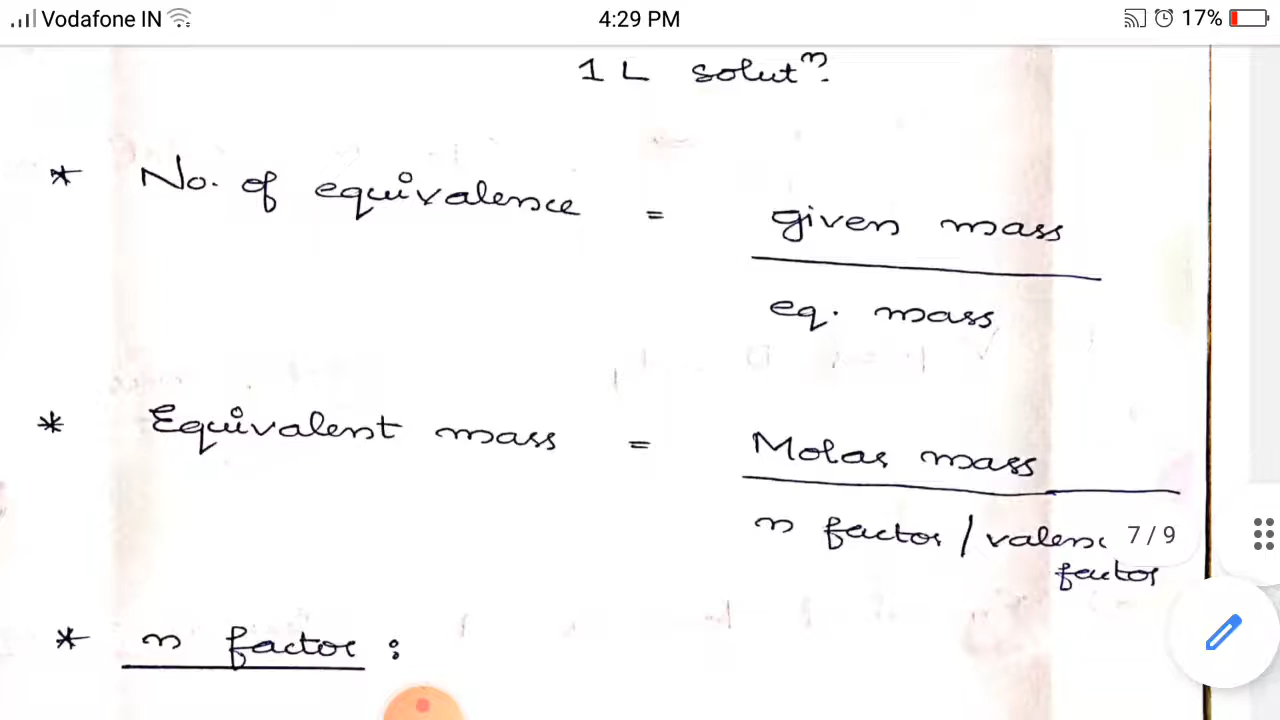 Vodafone IN 4:29 PM 17%
1 L solutⁿ.
* No. of equivalence = given mass
eq. mass
* Equivalent mass = Molar mass
n factor / valenc 7/9
factor
* n factor :